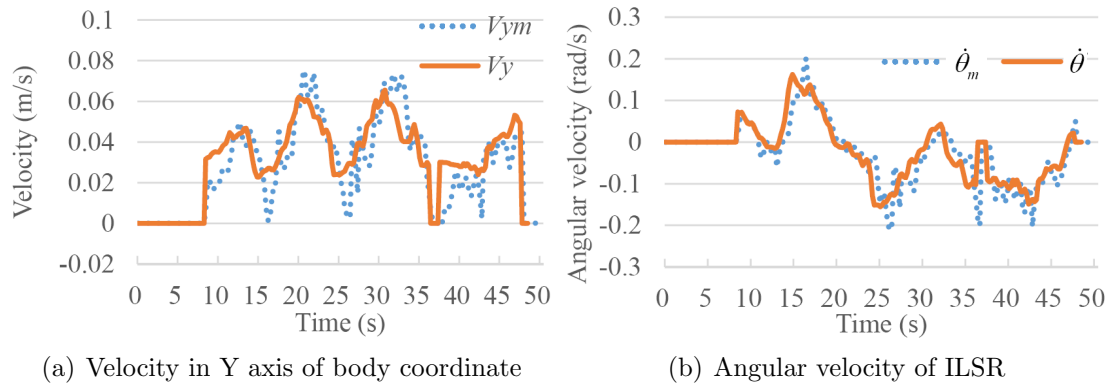 0.1
0.08
0.06
0.04
0.02
0
-0.02
Velocity (m/s)
Vym
Vy
0 5 10 15 20 25 30 35 40 45 50
Time (s)
(a) Velocity in Y axis of body coordinate
0.3
0.2
0.1
0
-0.1
-0.2
-0.3
Angular velocity (rad/s)
θ̇m θ̇
0 5 10 15 20 25 30 35 40 45 50
Time (s)
(b) Angular velocity of ILSR